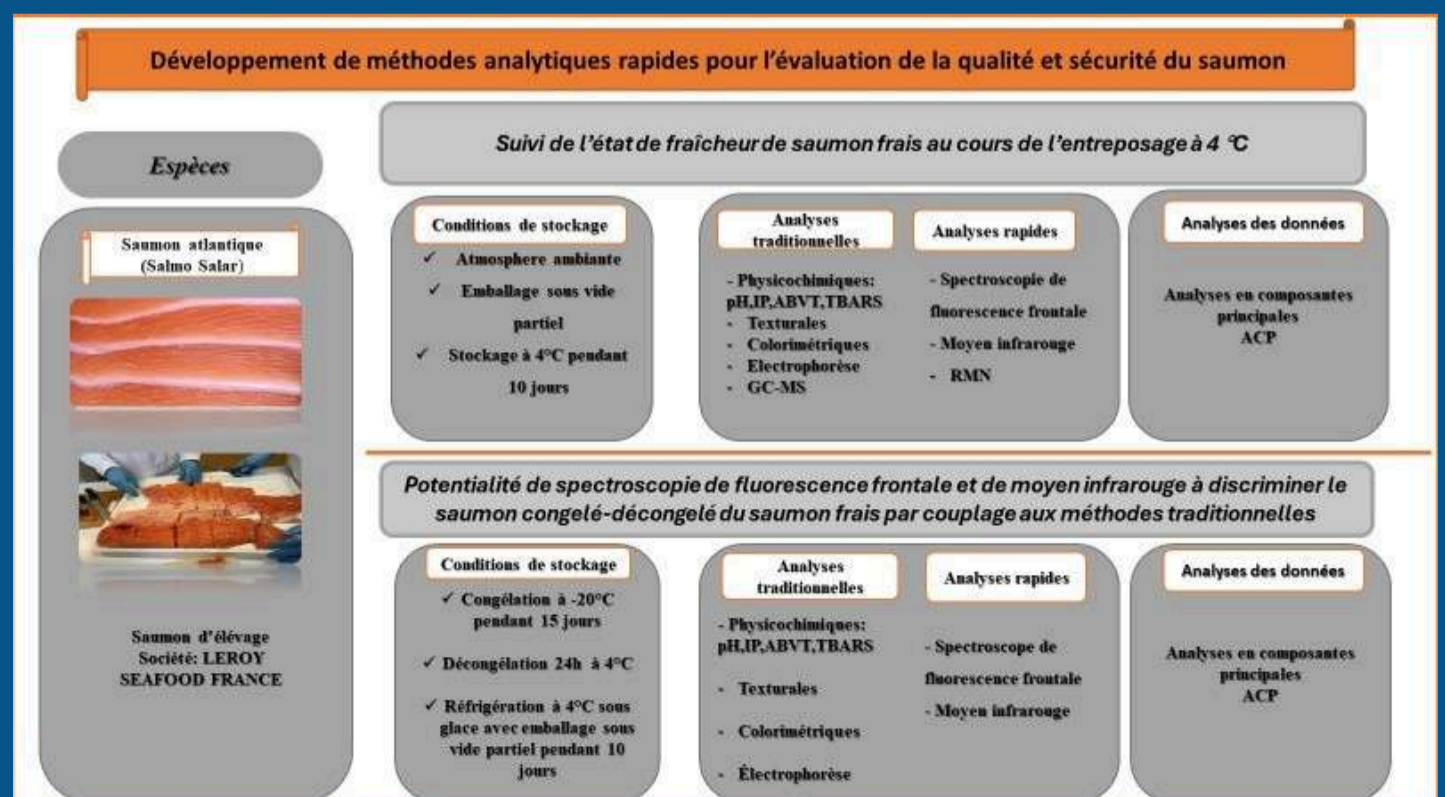 Développement de méthodes analytiques rapides pour l'évaluation de la qualité et sécurité du saumon
Espèces
Saumon atlantique
(Salmo Salar)
Saumon d'élévage
Société: LEROY
SEAFOOD FRANCE
Suivi de l'état de fraîcheur de saumon frais au cours de l'entreposage à 4 °C
Conditions de stockage
✓ Atmosphere ambiante
✓ Emballage sous vide
partiel
✓ Stockage à 4°C pendant
10 jours
Analyses
traditionnelles
- Physicochimiques:
pH,IP,ABVT,TBARS
- Texturales
- Colorimétriques
- Electrophorèse
- GC-MS
Analyses rapides
- Spectroscopie de
fluorescence frontale
- Moyen infrarouge
- RMN
Analyses des données
Analyses en composantes
principales
ACP
Potentialité de spectroscopie de fluorescence frontale et de moyen infrarouge à discriminer le
saumon congelé-décongelé du saumon frais par couplage aux méthodes traditionnelles
Conditions de stockage
✓ Congélation à -20°C
pendant 15 jours
✓ Décongélation 24h à 4°C
✓ Réfrigération à 4°C sous
glace avec emballage sous
vide partiel pendant 10
jours
Analyses
traditionnelles
- Physicochimiques:
pH,IP,ABVT,TBARS
- Texturales
- Colorimétriques
- Électrophorèse
Analyses rapides
- Spectroscope de
fluorescence frontale
- Moyen infrarouge
Analyses des données
Analyses en composantes
principales
ACP